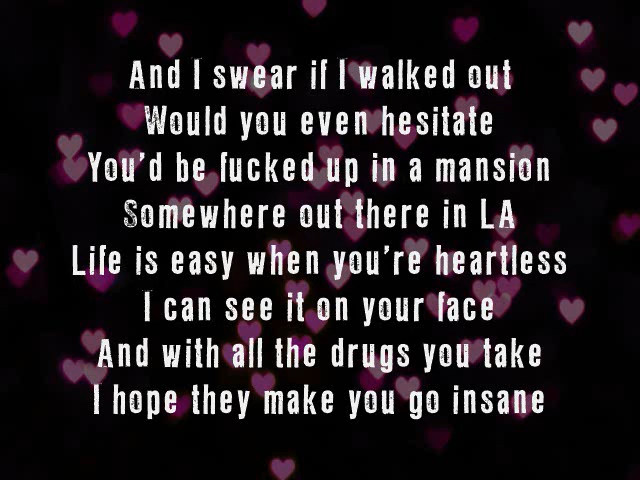 And I swear if I walked out
Would you even hesitate
You'd be fucked up in a mansion
Somewhere out there in LA
Life is easy when you're heartless
I can see it on your face
And with all the drugs you take
I hope they make you go insane